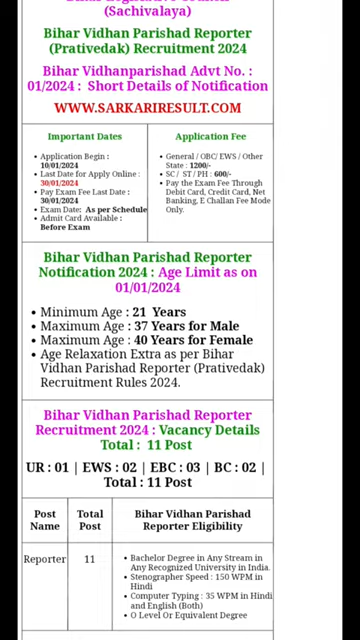 (Sachivalaya)
Bihar Vidhan Parishad Reporter
(Prativedak) Recruitment 2024
Bihar Vidhanparishad Advt No. :
01/2024 : Short Details of Notification
WWW.SARKARIRESULT.COM
Important Dates
• Application Begin :
10/01/2024
• Last Date for Apply Online :
30/01/2024
• Pay Exam Fee Last Date :
30/01/2024
• Exam Date: As per Schedule
• Admit Card Available :
Before Exam
Application Fee
• General / OBC/ EWS / Other
State : 1200/-
• SC / ST / PH : 600/-
• Pay the Exam Fee Through
Debit Card, Credit Card, Net
Banking, E Challan Fee Mode
Only.
Bihar Vidhan Parishad Reporter
Notification 2024 : Age Limit as on
01/01/2024
• Minimum Age : 21 Years
• Maximum Age : 37 Years for Male
• Maximum Age : 40 Years for Female
• Age Relaxation Extra as per Bihar
Vidhan Parishad Reporter (Prativedak)
Recruitment Rules 2024.
Bihar Vidhan Parishad Reporter
Recruitment 2024 : Vacancy Details
Total : 11 Post
UR : 01 | EWS : 02 | EBC : 03 | BC : 02 |
Total : 11 Post
Post
Name
Total
Post
Bihar Vidhan Parishad
Reporter Eligibility
Reporter
11
• Bachelor Degree in Any Stream in
Any Recognized University in India.
• Stenographer Speed : 150 WPM in
Hindi
• Computer Typing : 35 WPM in Hindi
and English (Both)
• O Level Or Equivalent Degree